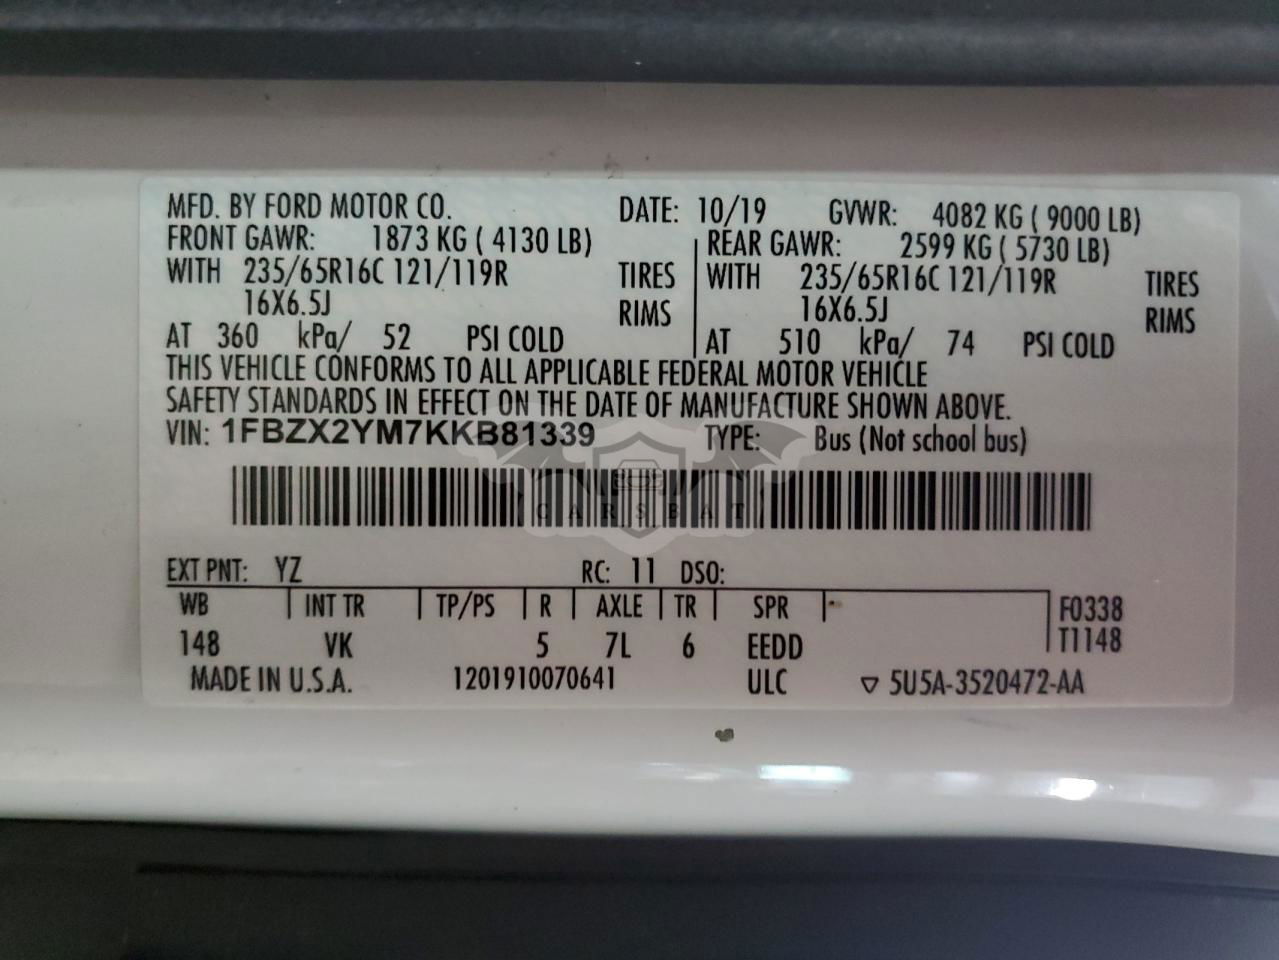 MFD. BY FORD MOTOR CO. DATE: 10/19 GVWR: 4082 KG ( 9000 LB)
FRONT GAWR: 1873 KG ( 4130 LB) REAR GAWR: 2599 KG ( 5730 LB)
WITH 235/65R16C 121/119R TIRES WITH 235/65R16C 121/119R TIRES
16X6.5J RIMS 16X6.5J RIMS
AT 360 kPa/ 52 PSI COLD AT 510 kPa/ 74 PSI COLD
THIS VEHICLE CONFORMS TO ALL APPLICABLE FEDERAL MOTOR VEHICLE
SAFETY STANDARDS IN EFFECT ON THE DATE OF MANUFACTURE SHOWN ABOVE.
VIN: 1FBZX2YM7KKB81339 TYPE: Bus (Not school bus)
CARSBAT
EXT PNT: YZ RC: 11 DSO:
WB INT TR TP/PS R AXLE TR SPR F0338
148 VK 5 7L 6 EEDD T1148
MADE IN U.S.A. 1201910070641 ULC ▽ 5U5A-3520472-AA